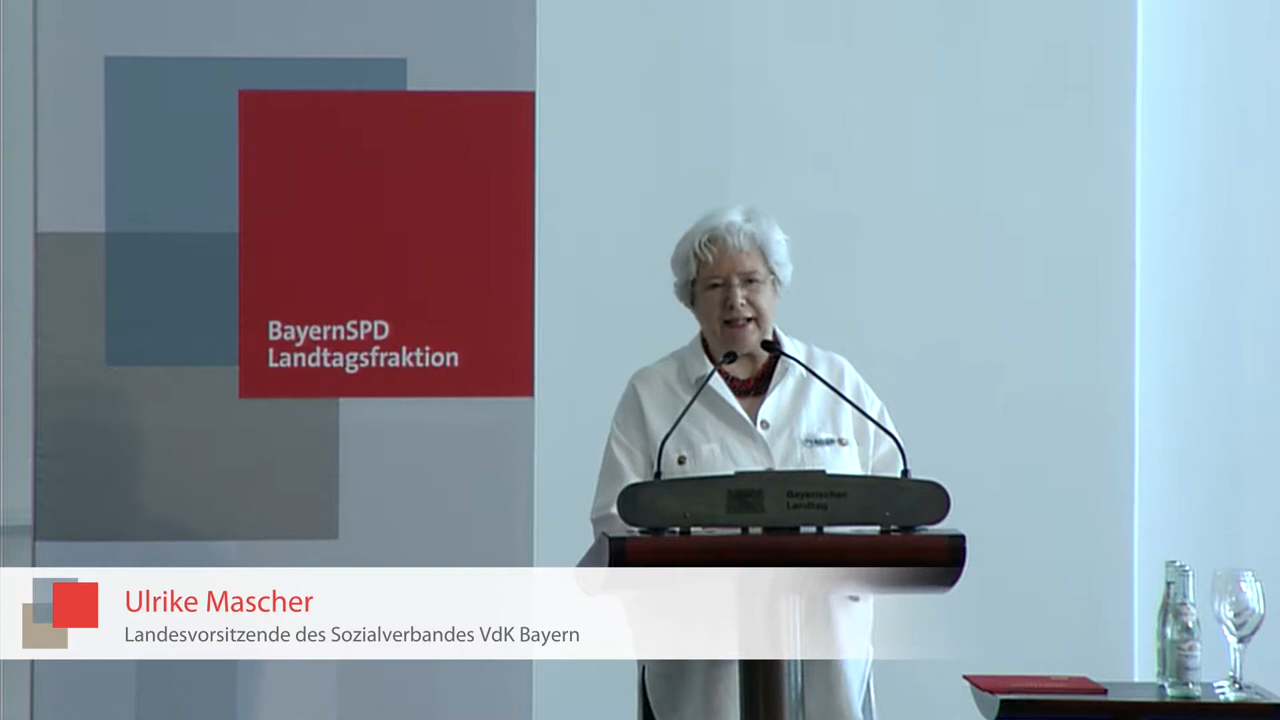 BayernSPD
Landtagsfraktion
Bayerischer
Landtag
Ulrike Mascher
Landesvorsitzende des Sozialverbandes VdK Bayern